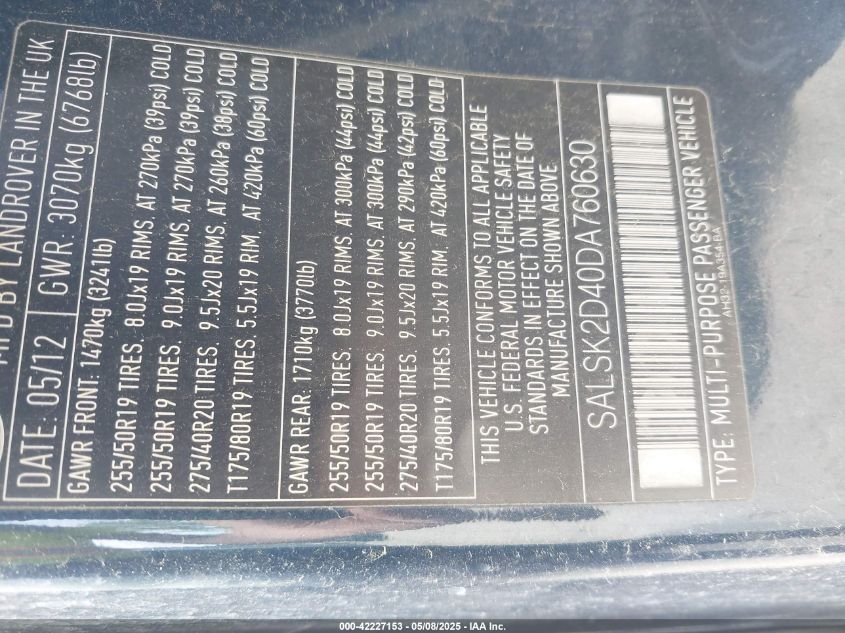 MFD BY LANDROVER IN THE UK
DATE: 05/12 GWR: 3070kg (6768lb)
GAWR FRONT: 1470kg (3241lb)
255/50R19 TIRES. 8.0Jx19 RIMS. AT 270kPA (39psi) COLD
255/50R19 TIRES. 9.0Jx19 RIMS. AT 270kPA (39psi) COLD
275/40R20 TIRES. 9.5Jx20 RIMS. AT 260kPA (38psi) COLD
T175/80R19 TIRES. 5.5Jx19 RIM. AT 420kPA (60psi) COLD
GAWR REAR: 1710kg (3770lb)
255/50R19 TIRES. 8.0Jx19 RIMS. AT 300kPa (44psi) COLD
255/50R19 TIRES. 9.0Jx19 RIMS. AT 300kPa (44psi) COLD
275/40R20 TIRES. 9.5Jx20 RIMS. AT 290kPa (42psi) COLD
T175/80R19 TIRES. 5.5Jx19 RIM. AT 420kPA (60psi) COLD
THIS VEHICLE CONFORMS TO ALL APPLICABLE
U.S. FEDERAL MOTOR VEHICLE SAFETY
STANDARDS IN EFFECT ON THE DATE OF
MANUFACTURE SHOWN ABOVE
SALSK2D40DA760630
TYPE: MULTI-PURPOSE PASSENGER VEHICLE
AH32-19A354-BA
000-42227153 — 05/08/2025 — IAA Inc.